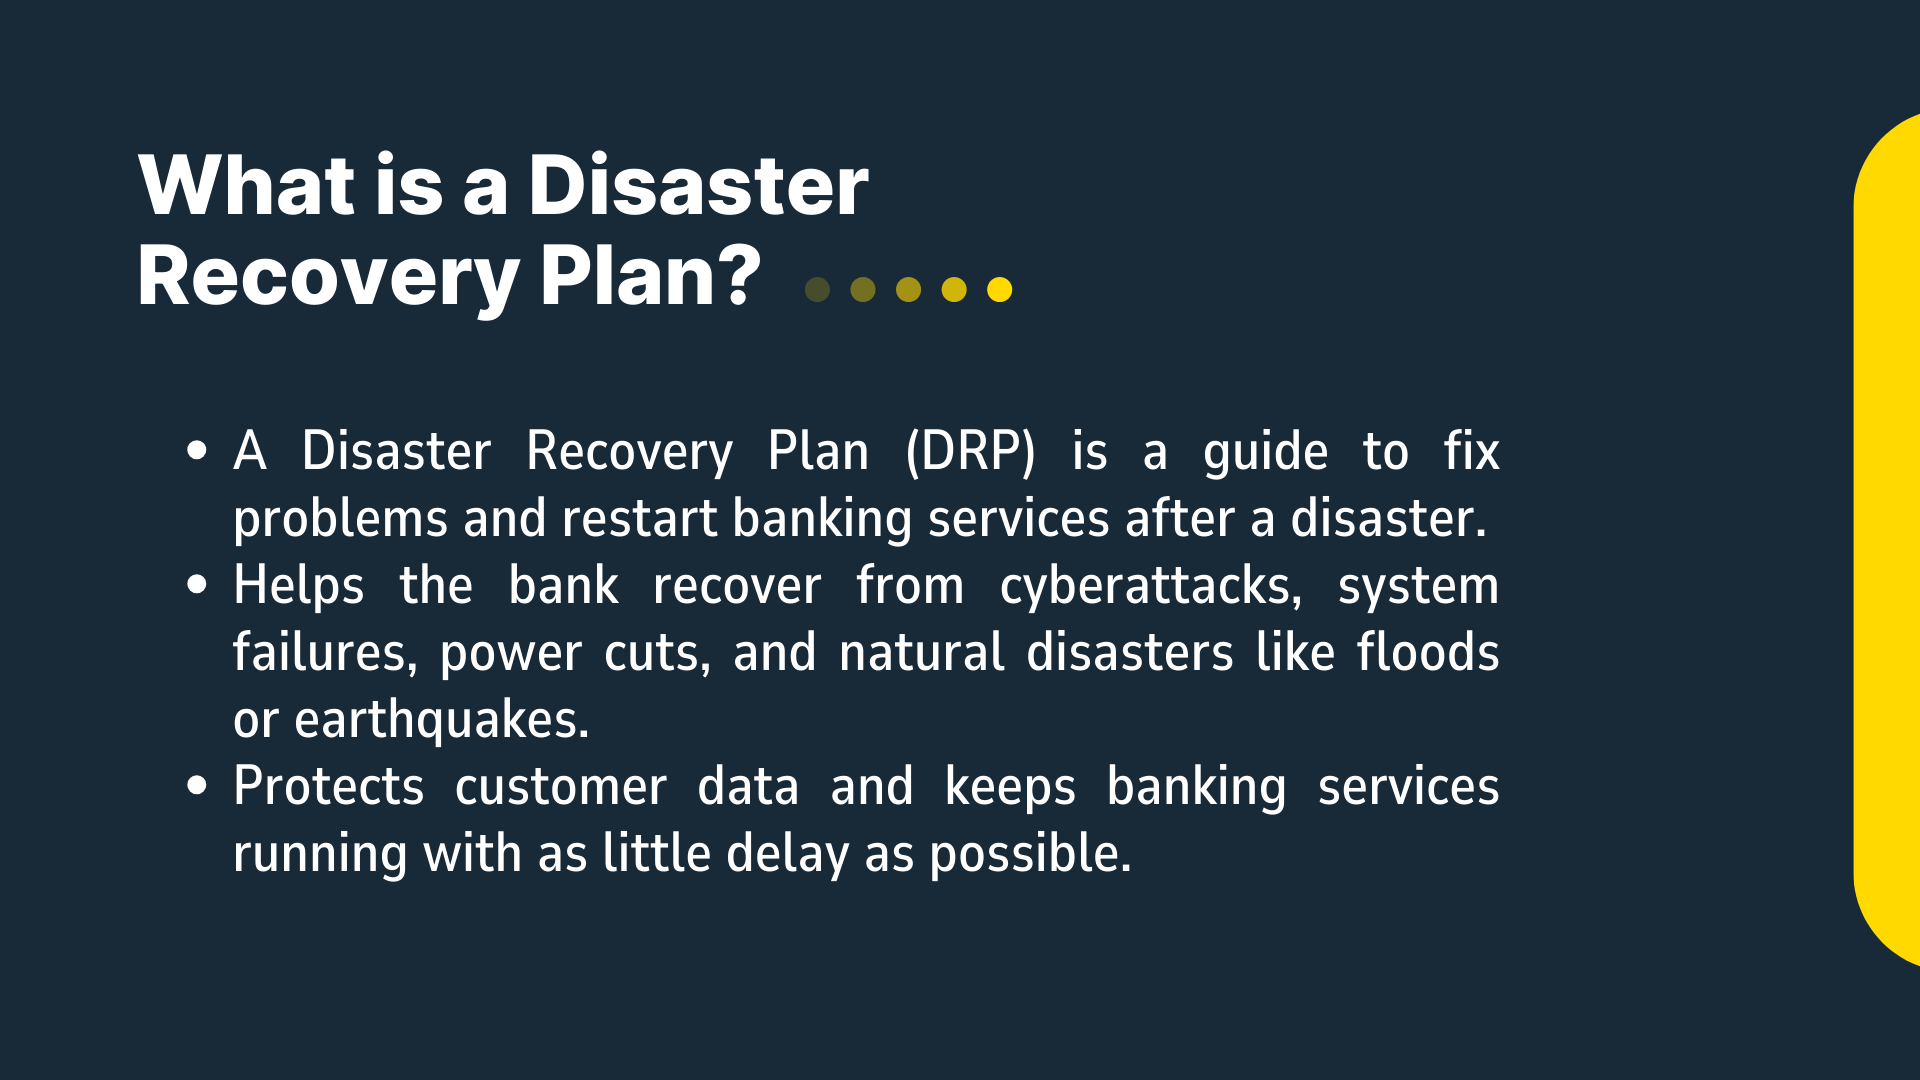 What is a Disaster
Recovery Plan?
• A Disaster Recovery Plan (DRP) is a guide to fix
problems and restart banking services after a disaster.
• Helps the bank recover from cyberattacks, system
failures, power cuts, and natural disasters like floods
or earthquakes.
• Protects customer data and keeps banking services
running with as little delay as possible.